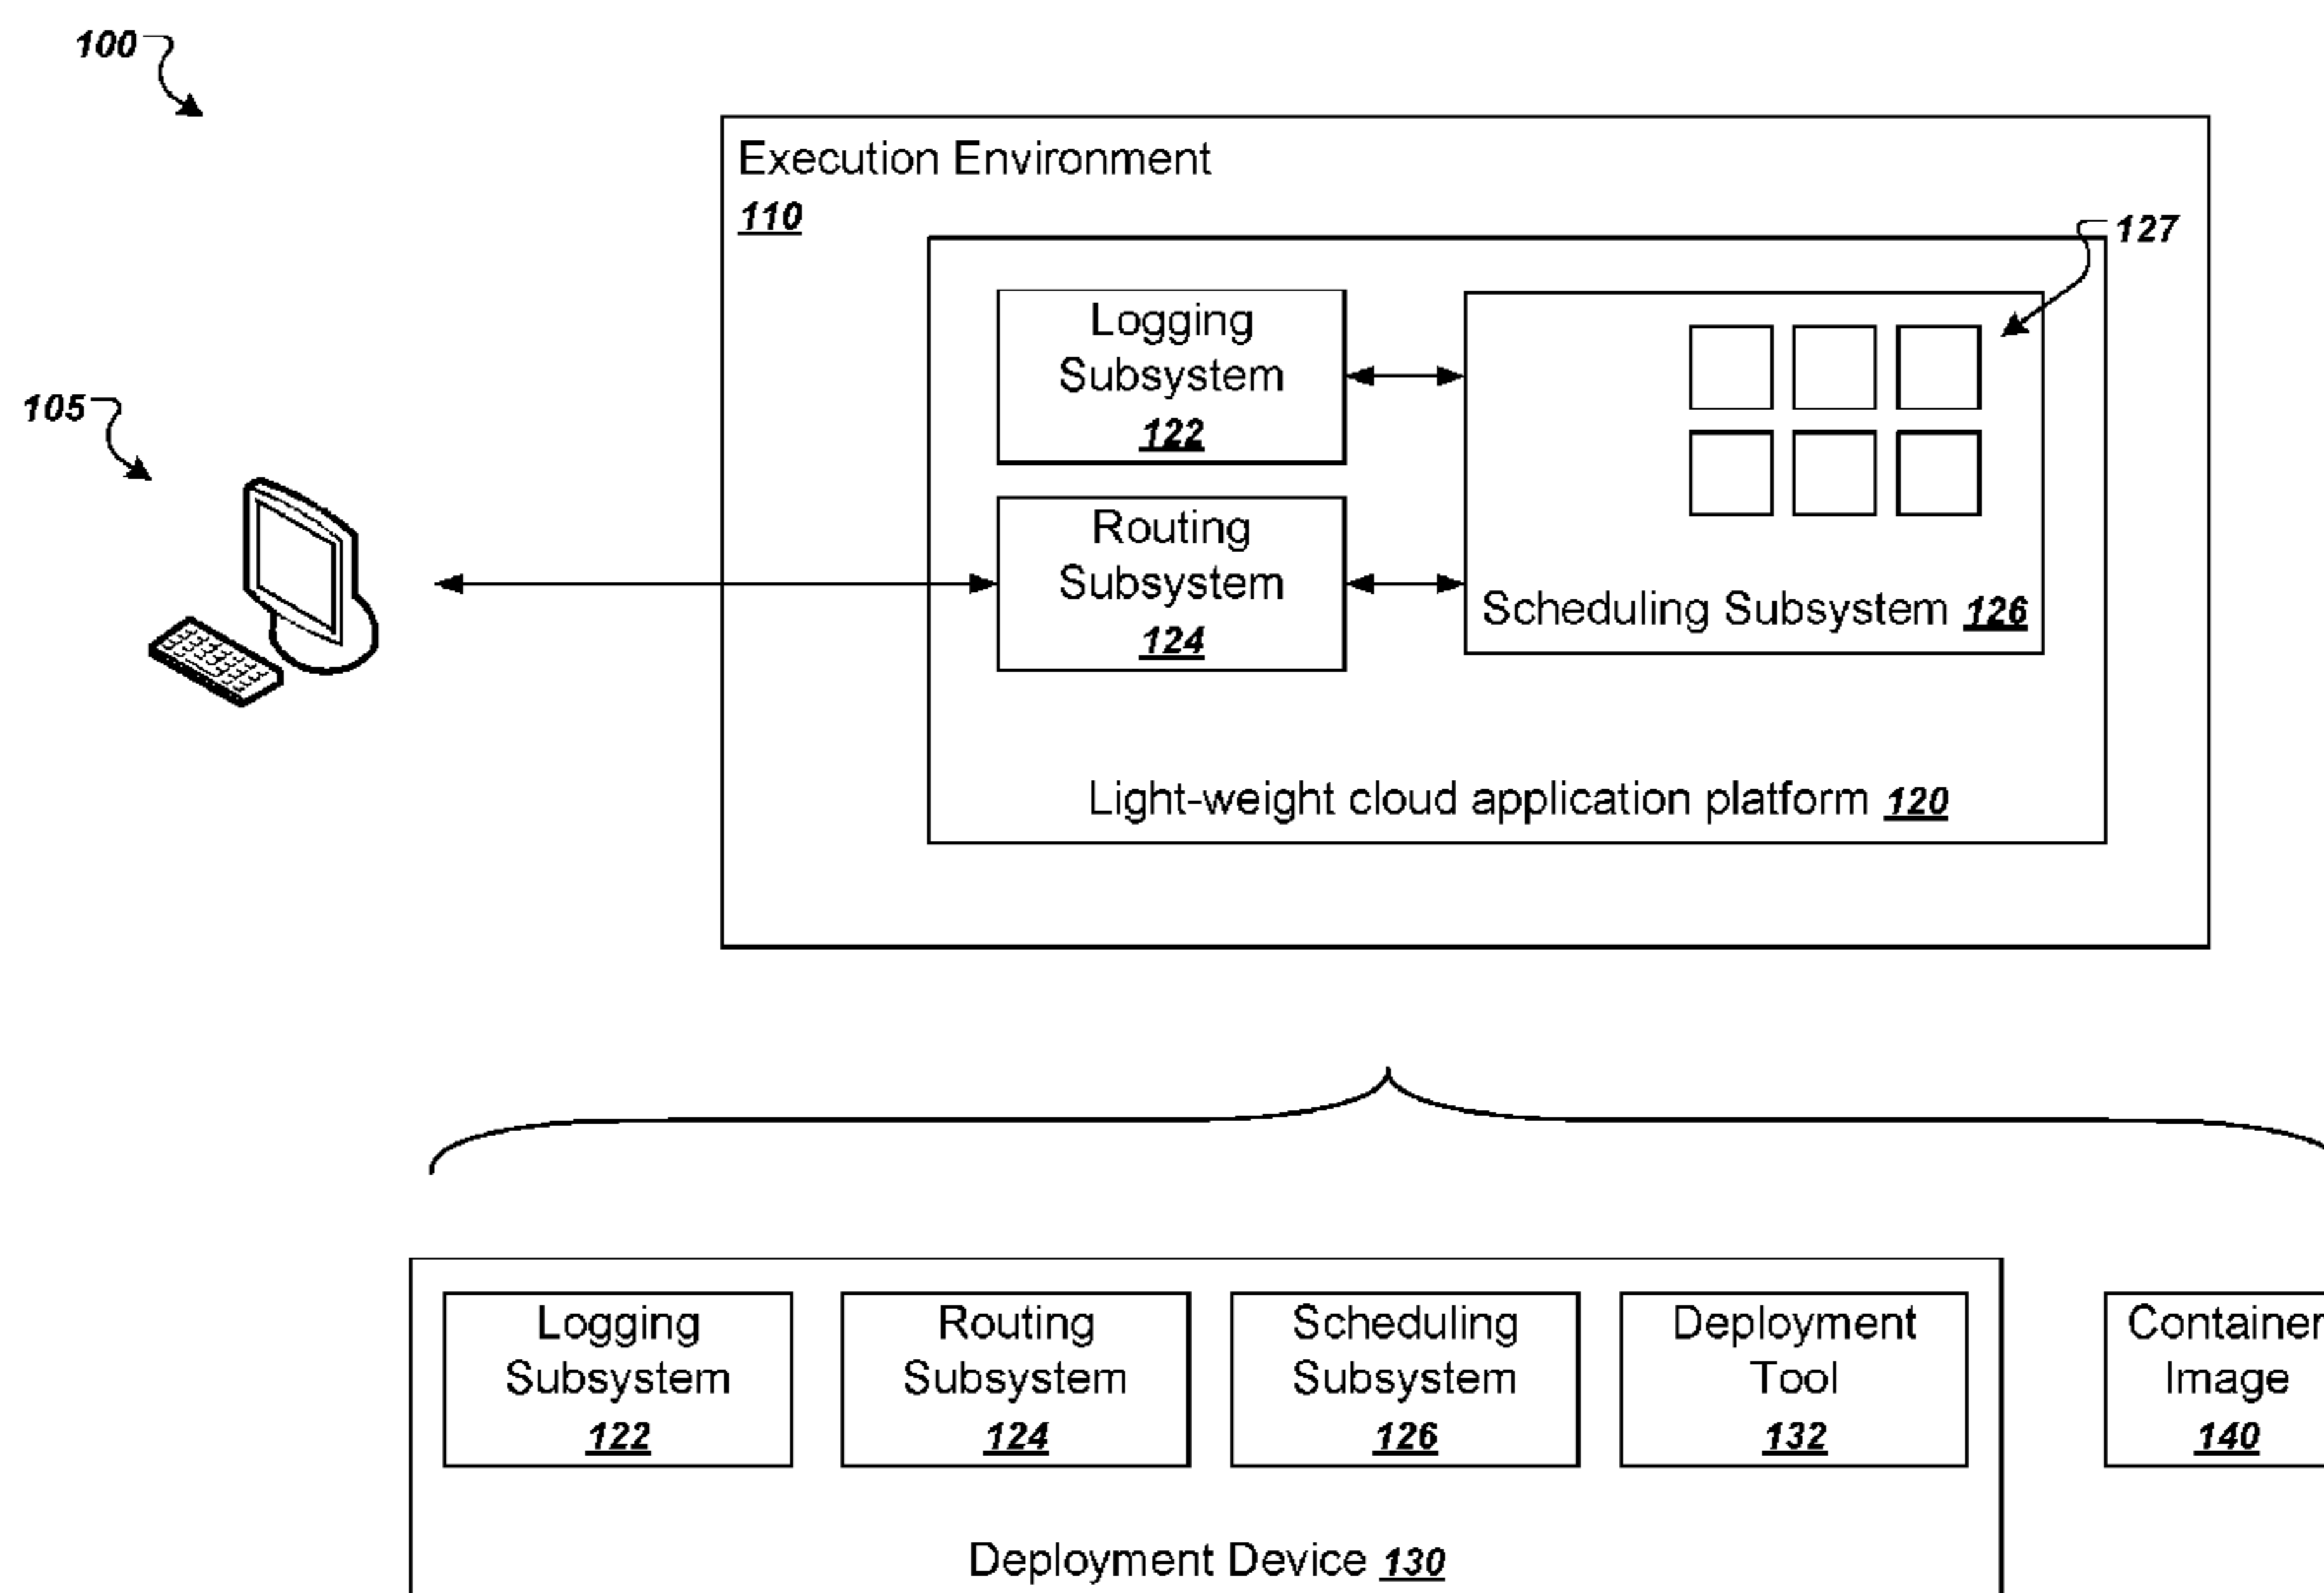 100
Execution Environment
110
127
Logging
Subsystem
122
105
Routing
Subsystem
124
Scheduling Subsystem 126
Light-weight cloud application platform 120
Logging
Subsystem
122
Routing
Subsystem
124
Scheduling
Subsystem
126
Deployment
Tool
132
Container
Image
140
Deployment Device 130